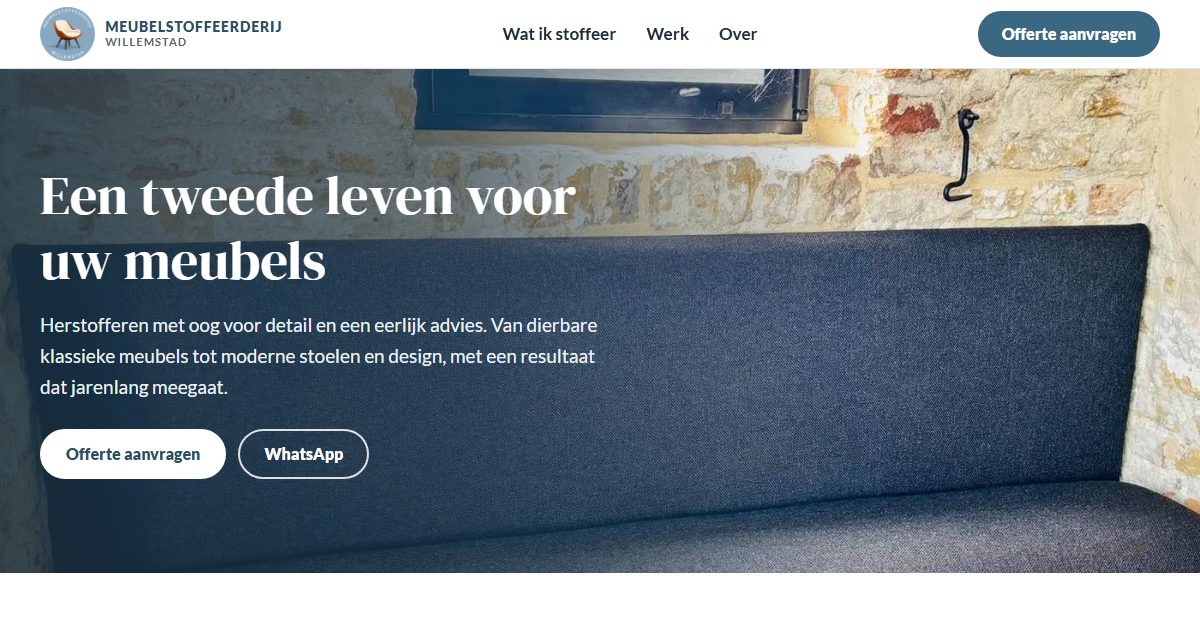 MEUBELSTOFFEERDERIJ
WILLEMSTAD
MEUBELSTOFFEERDERIJ
WILLEMSTAD
Wat ik stoffeer
Werk
Over
Offerte aanvragen
Een tweede leven voor
uw meubels
Herstofferen met oog voor detail en een eerlijk advies. Van dierbare
klassieke meubels tot moderne stoelen en design, met een resultaat
dat jarenlang meegaat.
Offerte aanvragen
WhatsApp